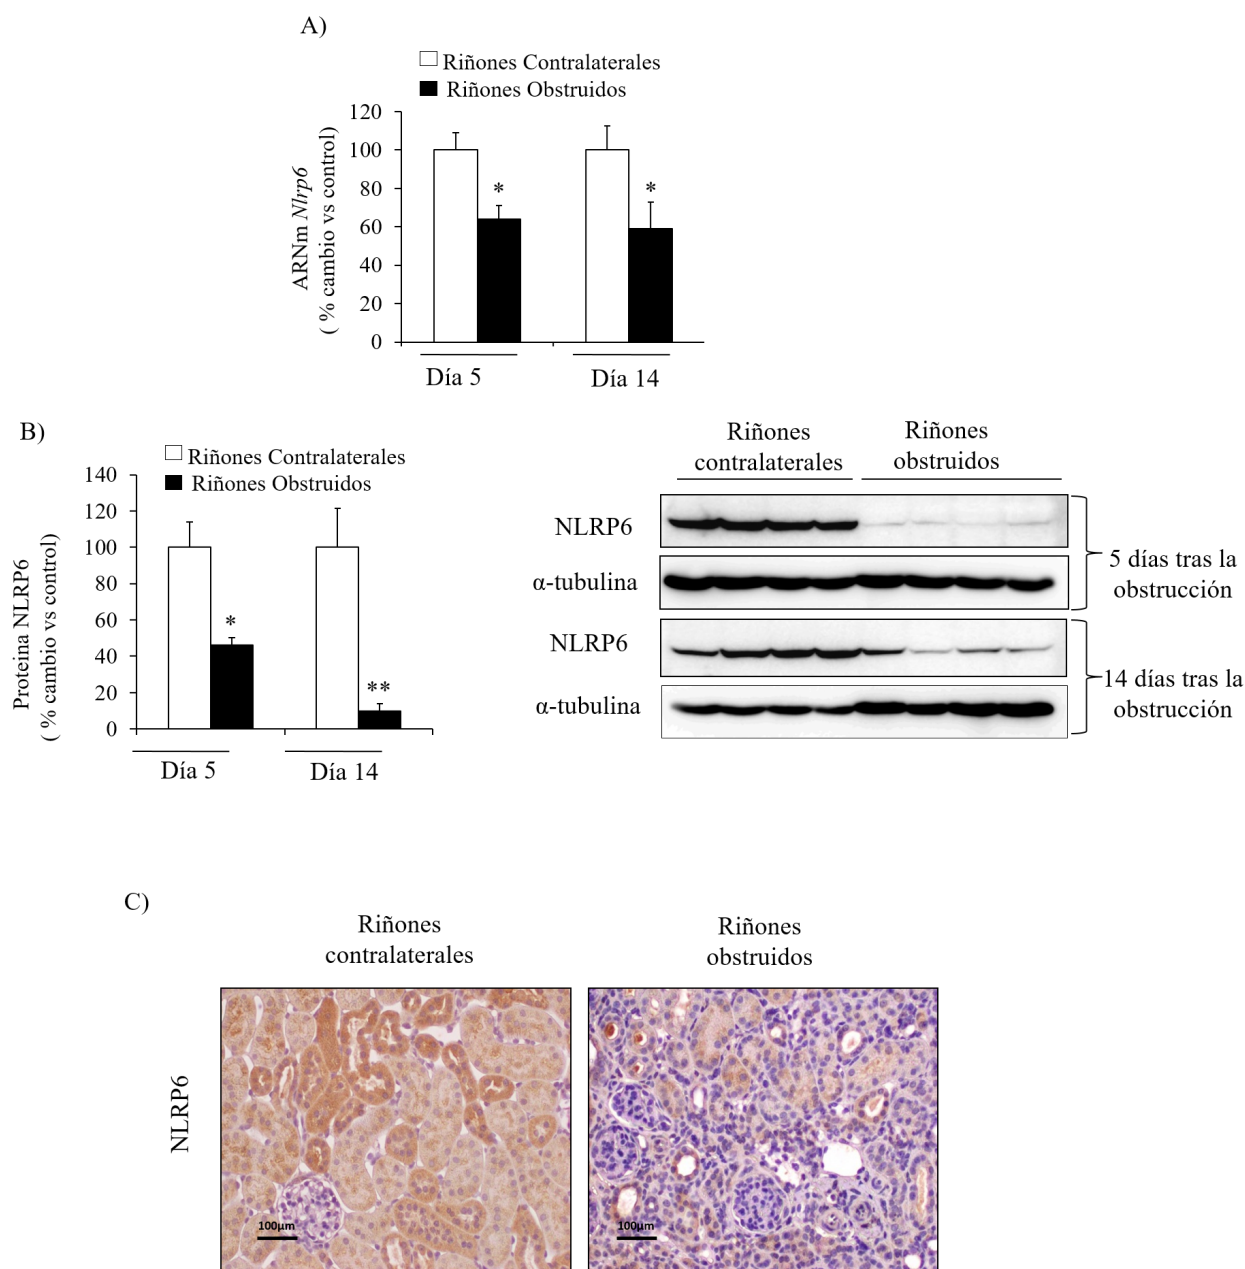 A)
Riñones Contralaterales
Riñones Obstruidos
ARNm Nlrp6
( % cambio vs control)
120
100
80
60
40
20
0
*
*
Día 5
Día 14
B)
Riñones Contralaterales
Riñones Obstruidos
Proteina NLRP6
( % cambio vs control)
140
120
100
80
60
40
20
0
*
**
Día 5
Día 14
Riñones
contralaterales
Riñones
obstruidos
NLRP6
α-tubulina
5 días tras la
obstrucción
NLRP6
α-tubulina
14 días tras la
obstrucción
C)
Riñones
contralaterales
Riñones
obstruidos
NLRP6
100µm
100µm